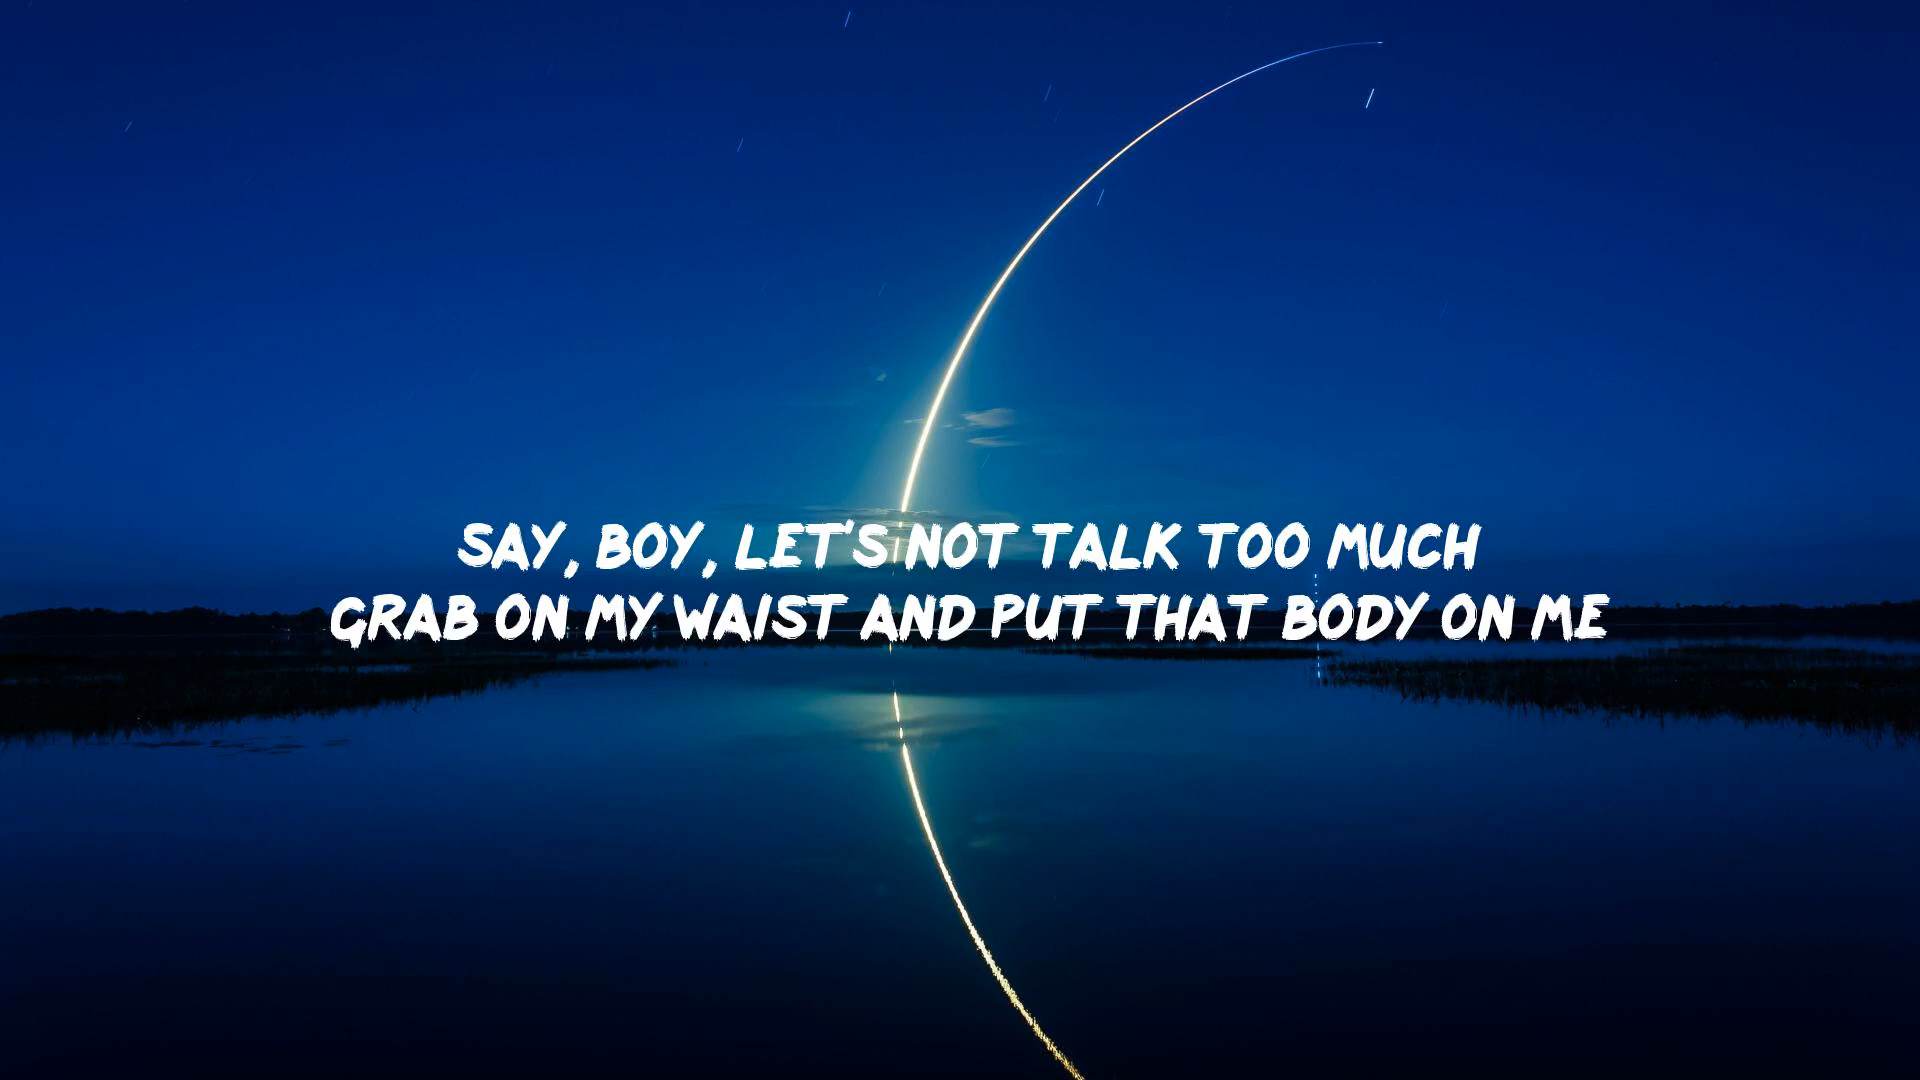 SAY, BOY, LET'S NOT TALK TOO MUCH
GRAB ON MY WAIST AND PUT THAT BODY ON ME